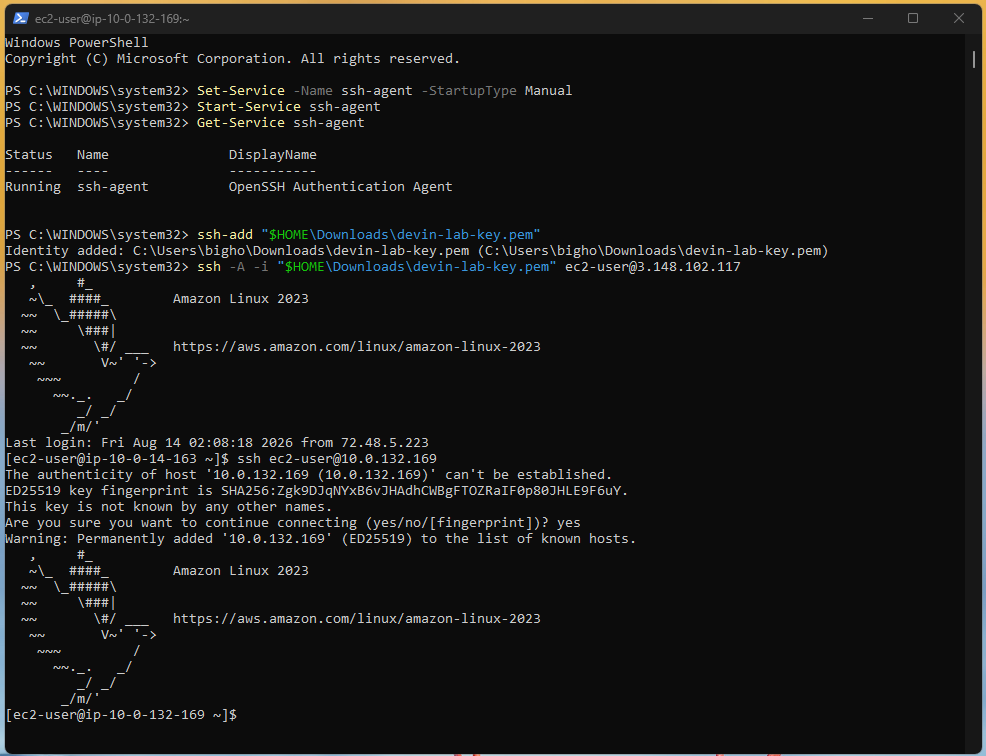 ec2-user@ip-10-0-132-169:~
Windows PowerShell
Copyright (C) Microsoft Corporation. All rights reserved.

PS C:\WINDOWS\system32> Set-Service -Name ssh-agent -StartupType Manual
PS C:\WINDOWS\system32> Start-Service ssh-agent
PS C:\WINDOWS\system32> Get-Service ssh-agent

Status   Name               DisplayName
------   ----               -----------
Running  ssh-agent          OpenSSH Authentication Agent


PS C:\WINDOWS\system32> ssh-add "$HOME\Downloads\devin-lab-key.pem"
Identity added: C:\Users\bigho\Downloads\devin-lab-key.pem (C:\Users\bigho\Downloads\devin-lab-key.pem)
PS C:\WINDOWS\system32> ssh -A -i "$HOME\Downloads\devin-lab-key.pem" ec2-user@3.148.102.117
   ,     #_
   ~\_  ####_        Amazon Linux 2023
  ~~  \_#####\
  ~~     \###|
  ~~       \#/ ___   https://aws.amazon.com/linux/amazon-linux-2023
   ~~       V~' '->
    ~~~         /
      ~~._.   _/
         _/ _/
       _/m/'
Last login: Fri Aug 14 02:08:18 2026 from 72.48.5.223
[ec2-user@ip-10-0-14-163 ~]$ ssh ec2-user@10.0.132.169
The authenticity of host '10.0.132.169 (10.0.132.169)' can't be established.
ED25519 key fingerprint is SHA256:Zgk9DJqNYxB6vJHAdhCWBgFTOZRaIF0p80JHLE9F6uY.
This key is not known by any other names.
Are you sure you want to continue connecting (yes/no/[fingerprint])? yes
Warning: Permanently added '10.0.132.169' (ED25519) to the list of known hosts.
   ,     #_
   ~\_  ####_        Amazon Linux 2023
  ~~  \_#####\
  ~~     \###|
  ~~       \#/ ___   https://aws.amazon.com/linux/amazon-linux-2023
   ~~       V~' '->
    ~~~         /
      ~~._.   _/
         _/ _/
       _/m/'
[ec2-user@ip-10-0-132-169 ~]$